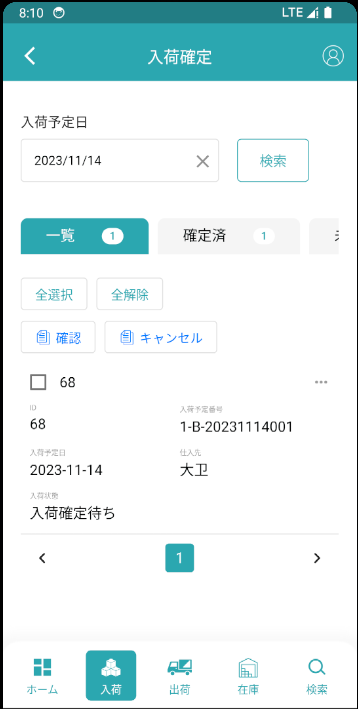 8:10 LTE
入荷確定
入荷予定日
2023/11/14
検索
一覧 1 確定済 1
全選択 全解除
確認 キャンセル
68
ID 入荷予定番号
68 1-B-20231114001
入荷予定日 仕入先
2023-11-14 大卫
入荷状態
入荷確定待ち
1
ホーム 入荷 出荷 在庫 検索